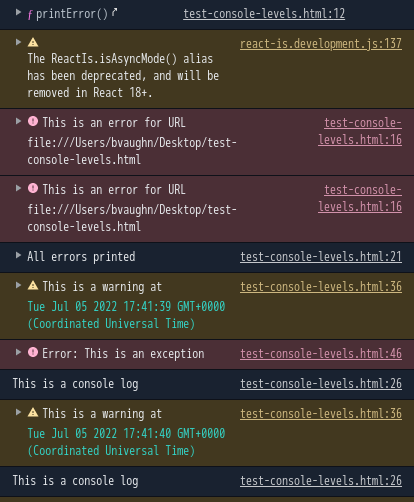 ƒ printError() test-console-levels.html:12
react-is.development.js:137
The ReactIs.isAsyncMode() alias
has been deprecated, and will be
removed in React 18+.
This is an error for URL test-console-
file:///Users/bvaughn/Desktop/test- levels.html:16
console-levels.html
This is an error for URL test-console-
file:///Users/bvaughn/Desktop/test- levels.html:16
console-levels.html
All errors printed test-console-levels.html:21
This is a warning at test-console-levels.html:36
Tue Jul 05 2022 17:41:39 GMT+0000
(Coordinated Universal Time)
Error: This is an exception test-console-levels.html:46
This is a console log test-console-levels.html:26
This is a warning at test-console-levels.html:36
Tue Jul 05 2022 17:41:40 GMT+0000
(Coordinated Universal Time)
This is a console log test-console-levels.html:26